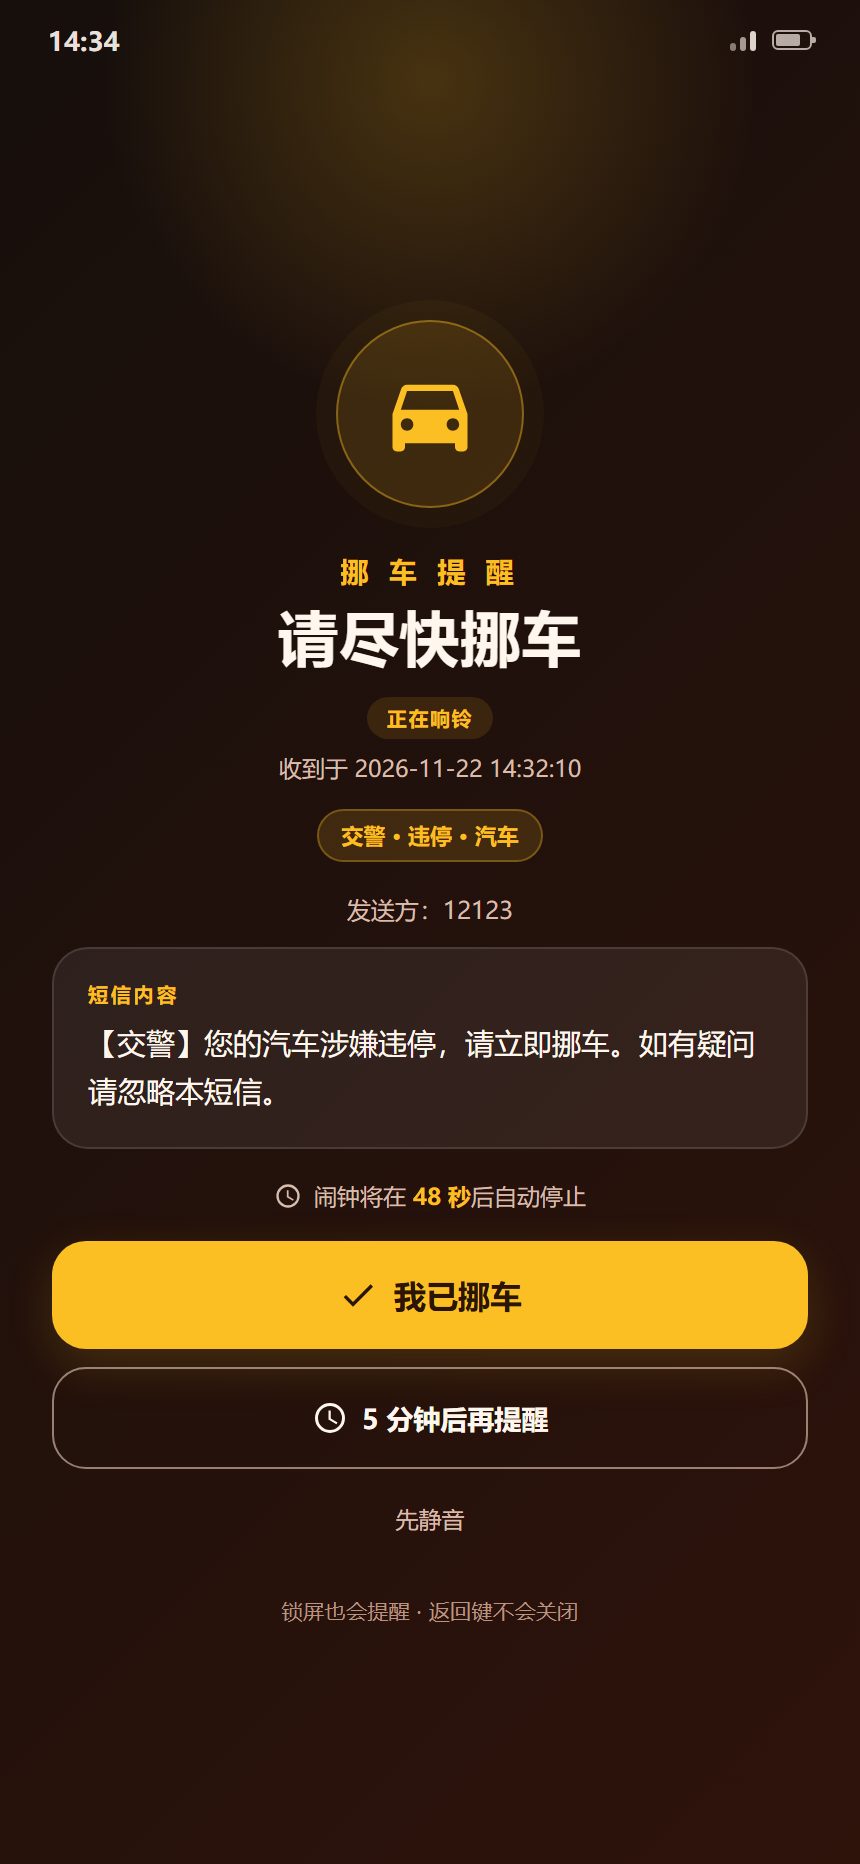 14:34
挪车提醒
请尽快挪车
正在响铃
收到于 2026-11-22 14:32:10
交警 • 违停 • 汽车
发送方：12123
短信内容
【交警】您的汽车涉嫌违停，请立即挪车。如有疑问
请忽略本短信。
闹钟将在 48 秒后自动停止
我已挪车
5 分钟后再提醒
先静音
锁屏也会提醒 · 返回键不会关闭